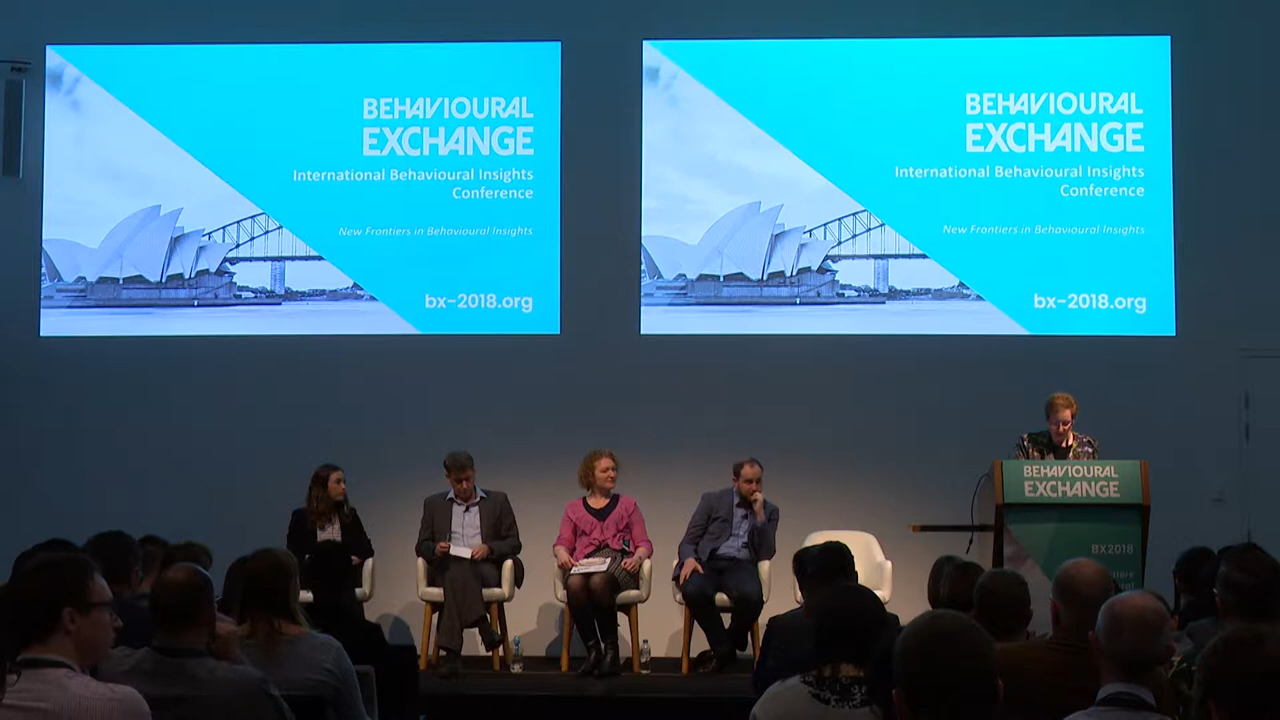 BEHAVIOURAL
EXCHANGE
International Behavioural Insights
Conference
New Frontiers in Behavioural Insights
bx-2018.org
BEHAVIOURAL
EXCHANGE
International Behavioural Insights
Conference
New Frontiers in Behavioural Insights
bx-2018.org
BEHAVIOURAL
EXCHANGE
BX2018